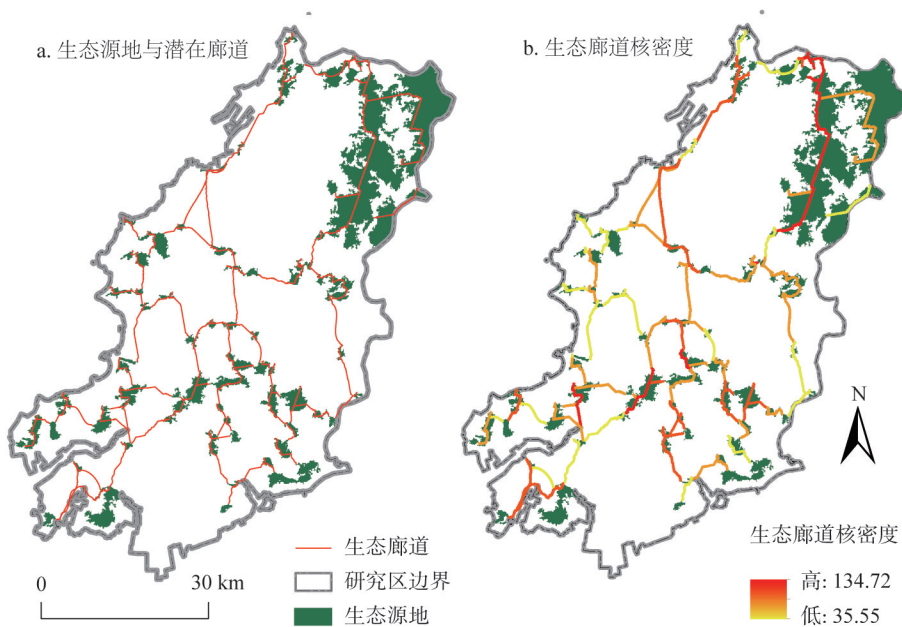 a. 生态源地与潜在廊道
b. 生态廊道核密度
N
生态廊道
研究区边界
生态源地
0 30 km
生态廊道核密度
高: 134.72
低: 35.55